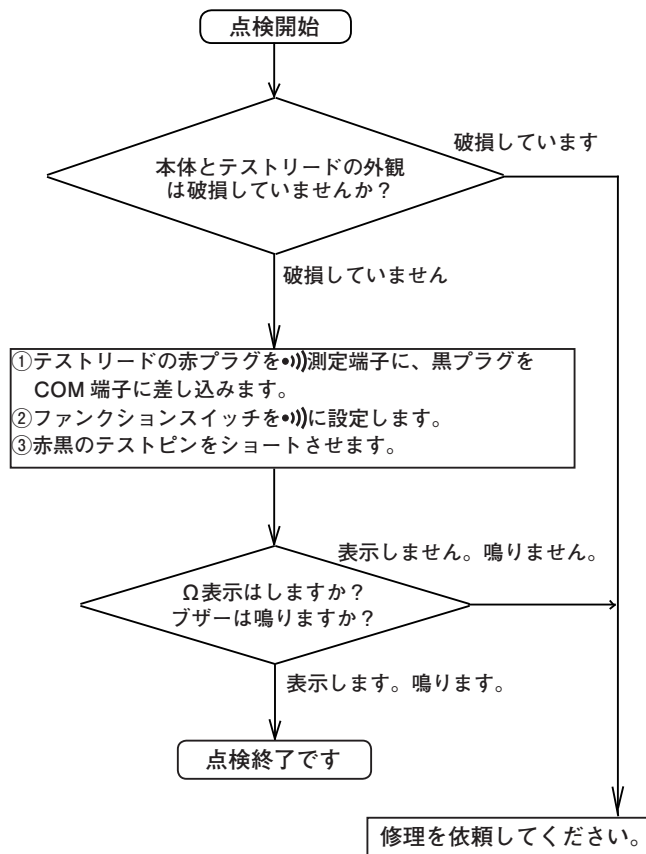 点検開始
破損しています
本体とテストリードの外観
は破損していませんか？
破損していません
①テストリードの赤プラグを•)))測定端子に、黒プラグを
COM 端子に差し込みます。
②ファンクションスイッチを•)))に設定します。
③赤黒のテストピンをショートさせます。
表示しません。鳴りません。
Ω表示はしますか？
ブザーは鳴りますか？
表示します。鳴ります。
点検終了です
修理を依頼してください。